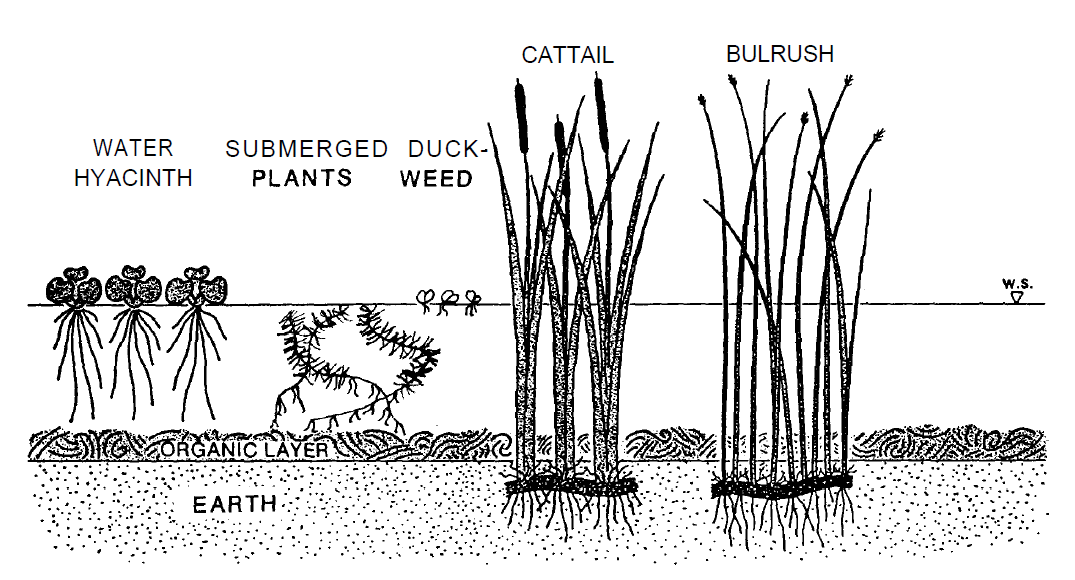 CATTAIL
BULRUSH
WATER
HYACINTH
SUBMERGED
PLANTS
DUCK-
WEED
W.S.
ORGANIC LAYER
EARTH